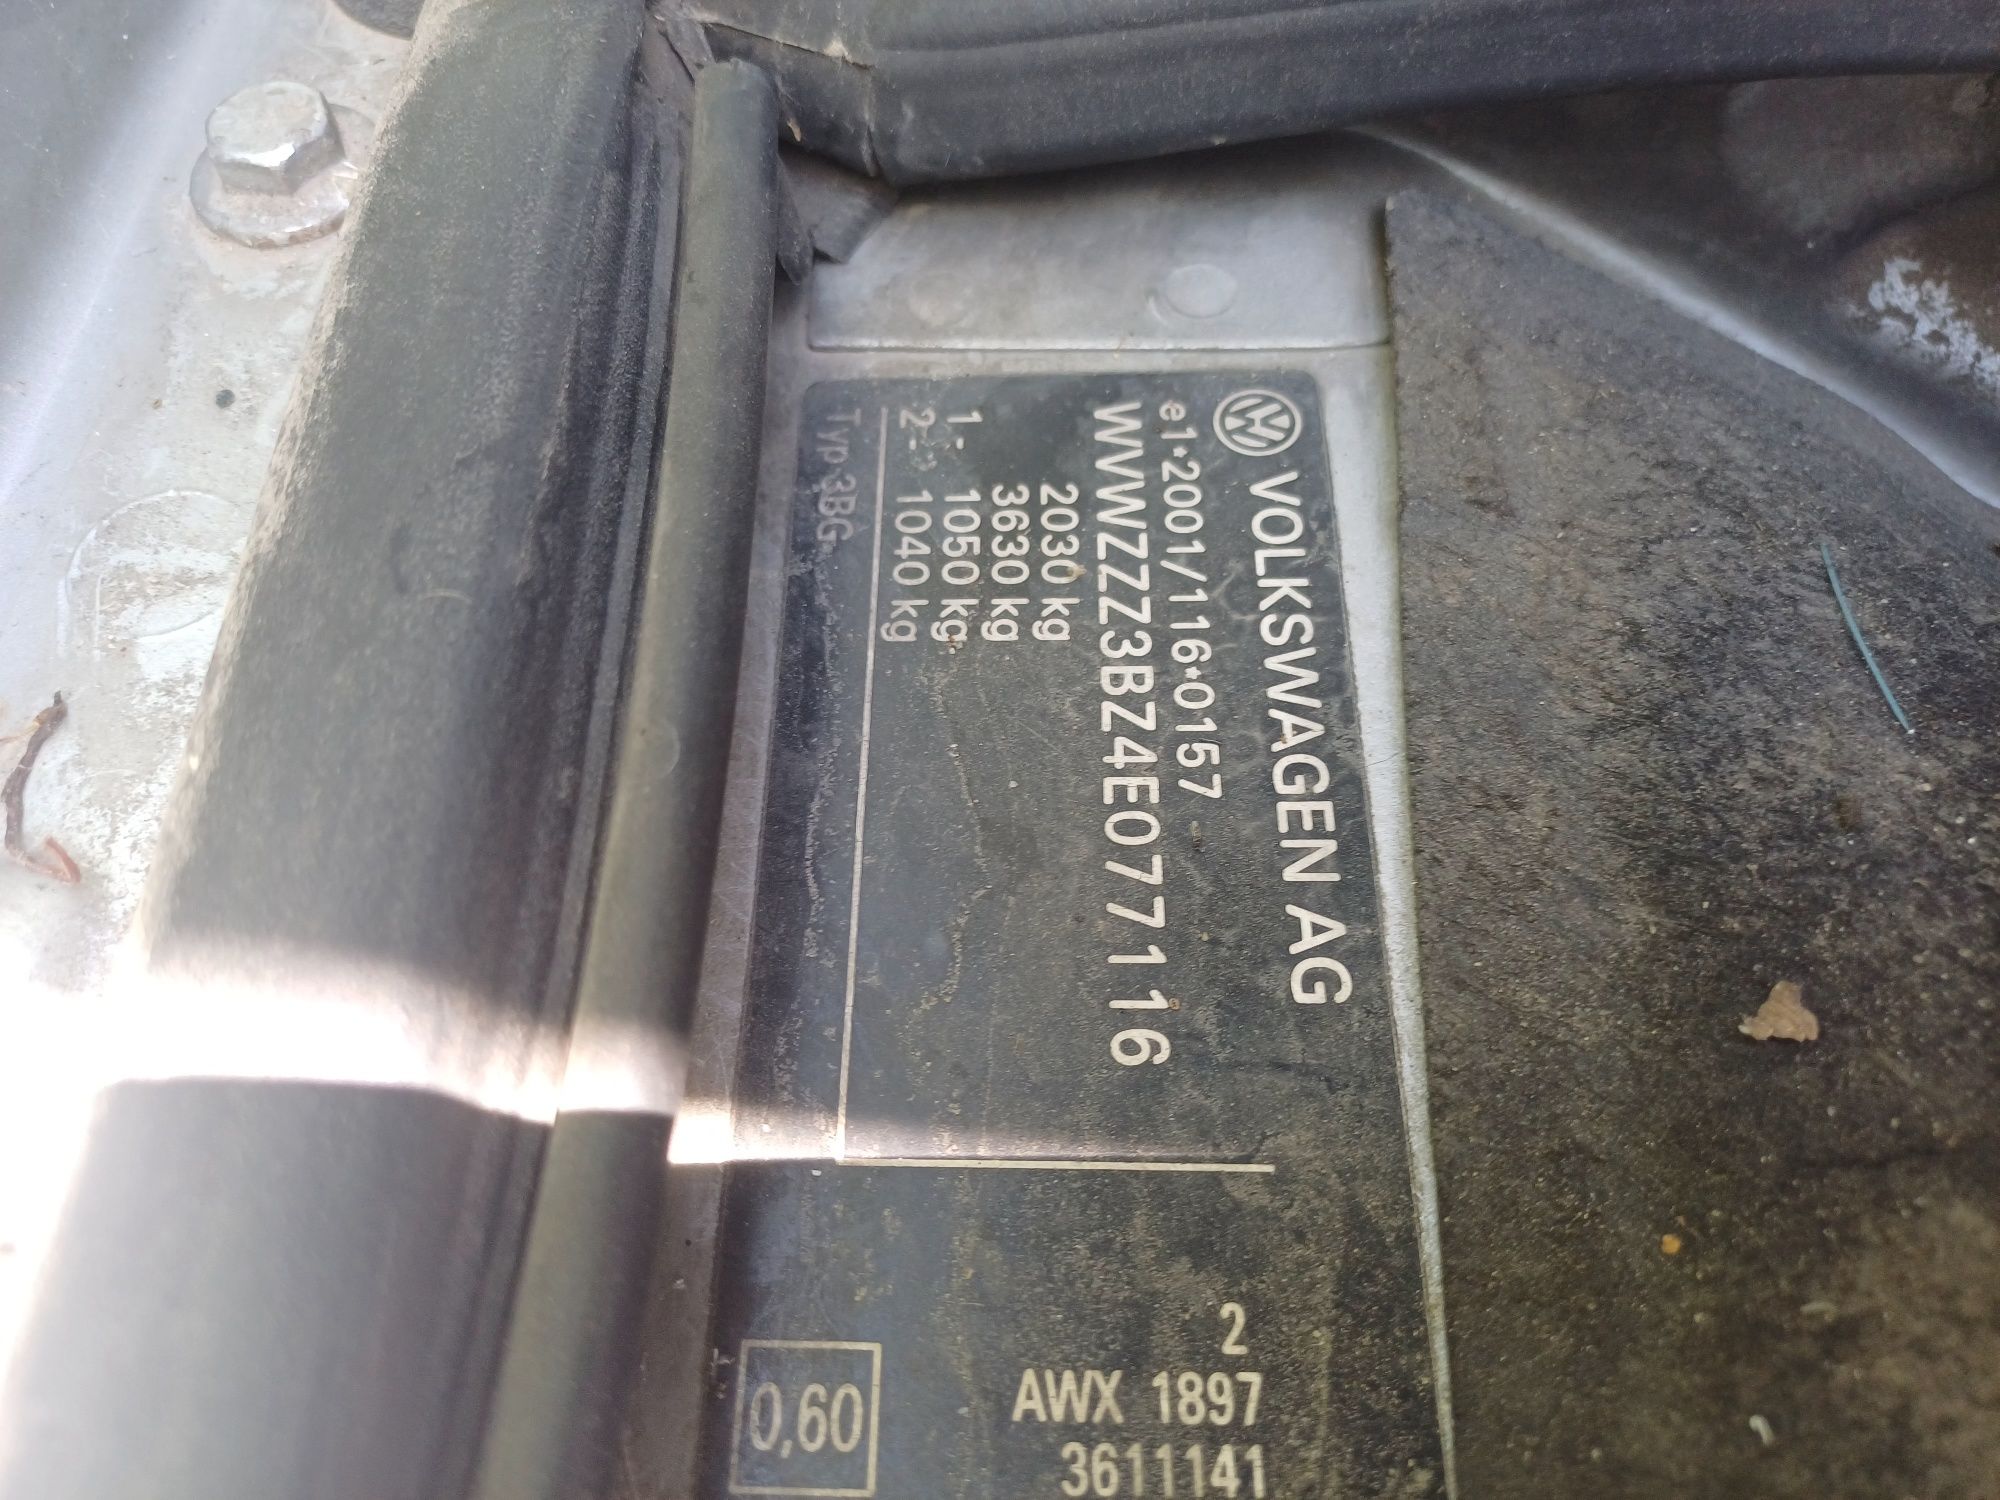 VOLKSWAGEN AG
e1*2001/116*0157
WVWZZZ3BZ4E077116
2030 kg
3630 kg
1- 1050 kg
2- 1040 kg
Typ 3BG
2
AWX 1897
3611141
0,60